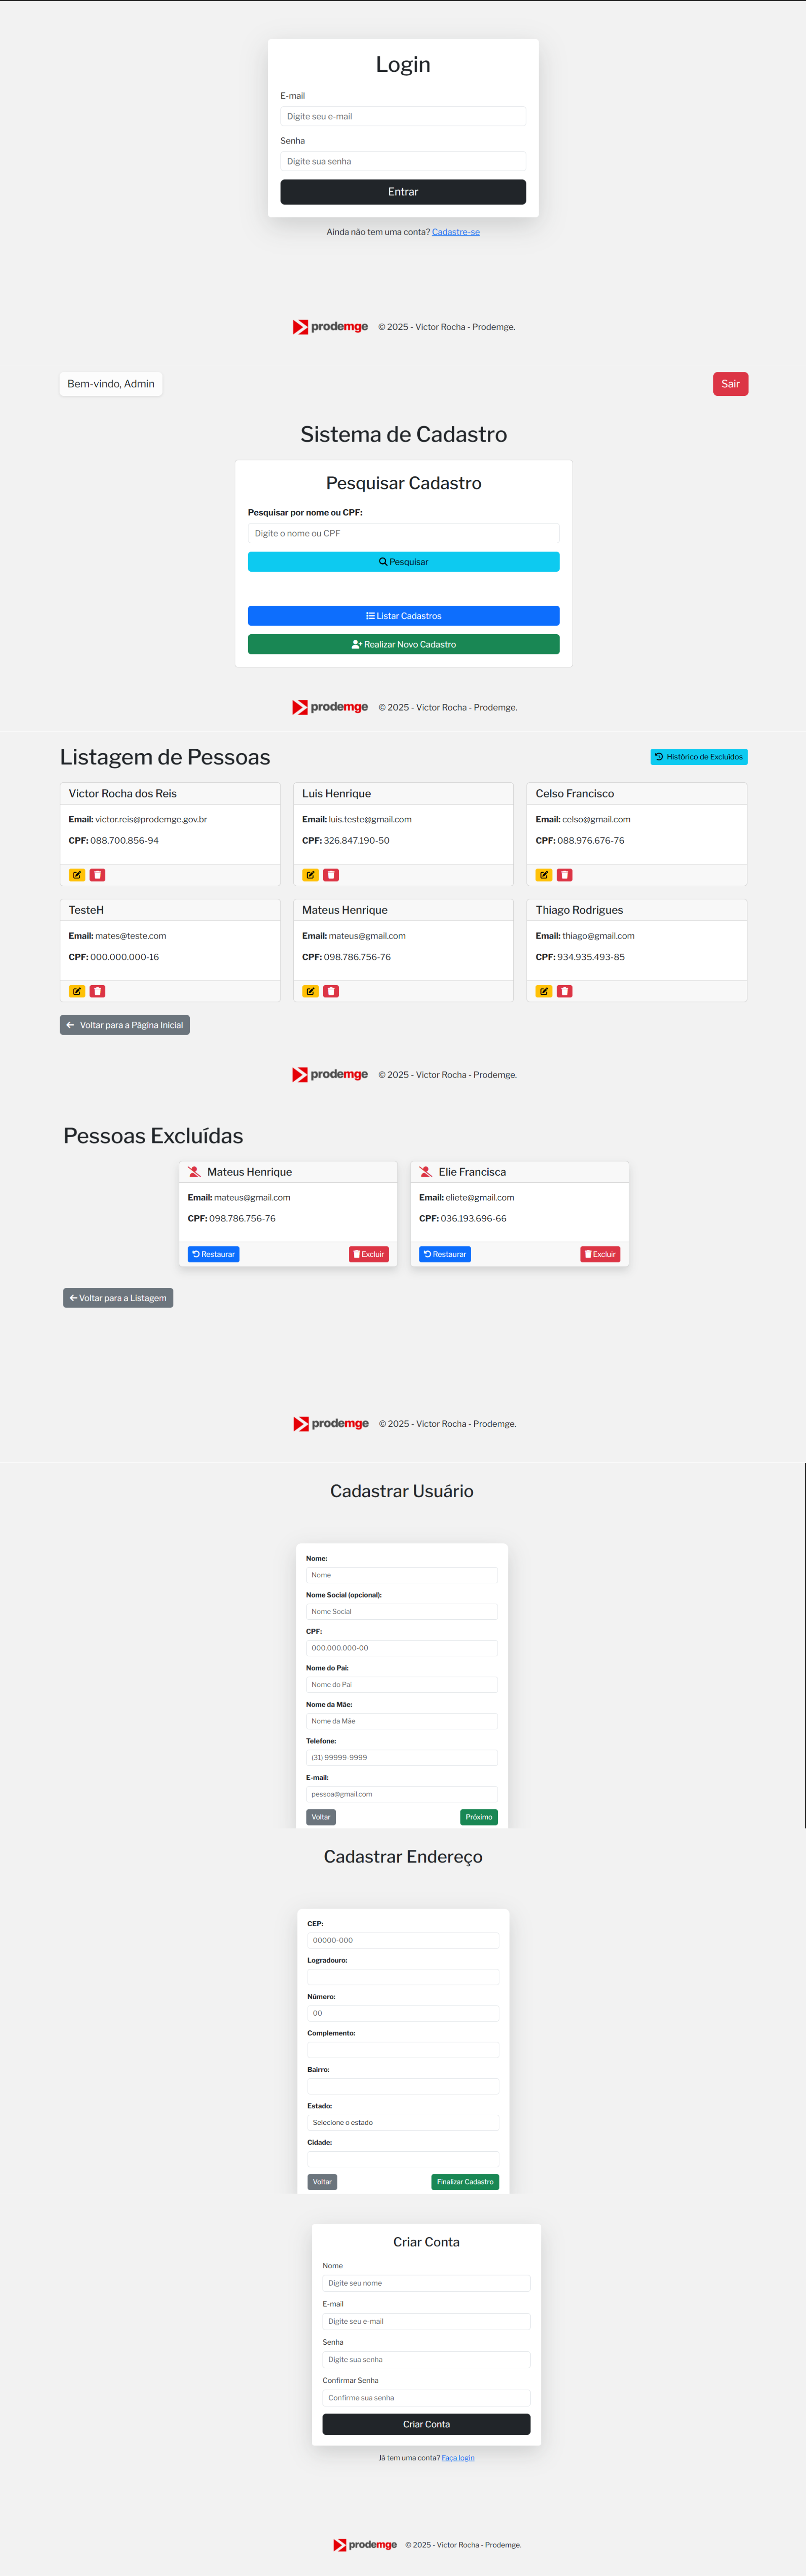 Login
E-mail
Digite seu e-mail
Senha
Digite sua senha
Entrar
Ainda não tem uma conta? Cadastre-se
prodemge © 2025 - Victor Rocha - Prodemge.
Bem-vindo, Admin
Sair
Sistema de Cadastro
Pesquisar Cadastro
Pesquisar por nome ou CPF:
Digite o nome ou CPF
Pesquisar
Listar Cadastros
Realizar Novo Cadastro
prodemge © 2025 - Victor Rocha - Prodemge.
Listagem de Pessoas
Histórico de Excluídos
Victor Rocha dos Reis
Email: victor.reis@prodemge.gov.br
CPF: 088.700.856-94
Luis Henrique
Email: luis.teste@gmail.com
CPF: 326.847.190-50
Celso Francisco
Email: celso@gmail.com
CPF: 088.976.676-76
TesteH
Email: mates@teste.com
CPF: 000.000.000-16
Mateus Henrique
Email: mateus@gmail.com
CPF: 098.786.756-76
Thiago Rodrigues
Email: thiago@gmail.com
CPF: 934.935.493-85
Voltar para a Página Inicial
prodemge © 2025 - Victor Rocha - Prodemge.
Pessoas Excluídas
Mateus Henrique
Email: mateus@gmail.com
CPF: 098.786.756-76
Restaurar
Excluir
Elie Francisca
Email: eliete@gmail.com
CPF: 036.193.696-66
Restaurar
Excluir
Voltar para a Listagem
prodemge © 2025 - Victor Rocha - Prodemge.
Cadastrar Usuário
Nome:
Nome
Nome Social (opcional):
Nome Social
CPF:
000.000.000-00
Nome do Pai:
Nome do Pai
Nome da Mãe:
Nome da Mãe
Telefone:
(31) 99999-9999
E-mail:
pessoa@gmail.com
Voltar
Próximo
Cadastrar Endereço
CEP:
00000-000
Logradouro:
Número:
00
Complemento:
Bairro:
Estado:
Selecione o estado
Cidade:
Voltar
Finalizar Cadastro
Criar Conta
Nome
Digite seu nome
E-mail
Digite seu e-mail
Senha
Digite sua senha
Confirmar Senha
Confirme sua senha
Criar Conta
Já tem uma conta? Faça login
prodemge © 2025 - Victor Rocha - Prodemge.